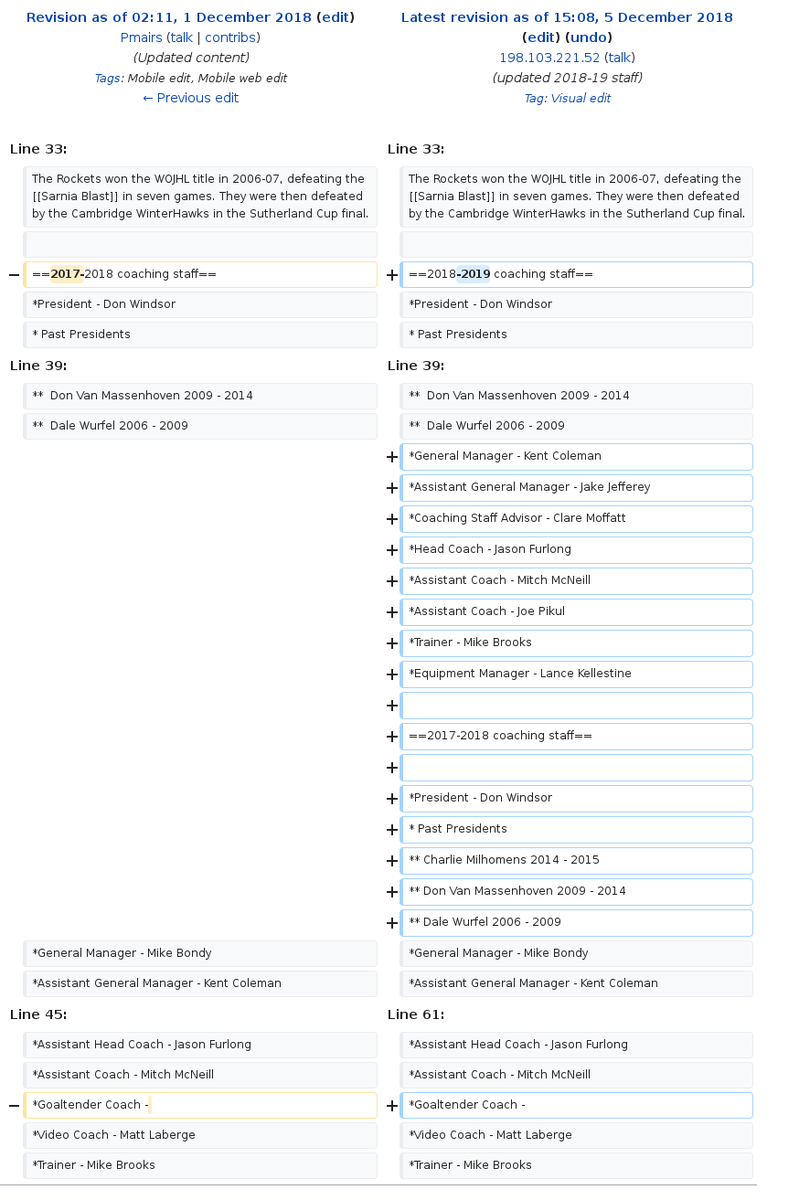 Revision as of 02:11, 1 December 2018 (edit)
Pmairs (talk | contribs)
(Updated content)
Tags: Mobile edit, Mobile web edit
← Previous edit
Latest revision as of 15:08, 5 December 2018
(edit) (undo)
198.103.221.52 (talk)
(updated 2018-19 staff)
Tag: Visual edit
Line 33:
Line 33:
The Rockets won the WOJHL title in 2006-07, defeating the
[[Sarnia Blast]] in seven games. They were then defeated
by the Cambridge WinterHawks in the Sutherland Cup final.
The Rockets won the WOJHL title in 2006-07, defeating the
[[Sarnia Blast]] in seven games. They were then defeated
by the Cambridge WinterHawks in the Sutherland Cup final.
− ==2017-2018 coaching staff==
+ ==2018-2019 coaching staff==
*President - Don Windsor
*President - Don Windsor
* Past Presidents
* Past Presidents
Line 39:
Line 39:
** Don Van Massenhoven 2009 - 2014
** Don Van Massenhoven 2009 - 2014
** Dale Wurfel 2006 - 2009
** Dale Wurfel 2006 - 2009
+ *General Manager - Kent Coleman
+ *Assistant General Manager - Jake Jefferey
+ *Coaching Staff Advisor - Clare Moffatt
+ *Head Coach - Jason Furlong
+ *Assistant Coach - Mitch McNeill
+ *Assistant Coach - Joe Pikul
+ *Trainer - Mike Brooks
+ *Equipment Manager - Lance Kellestine
+
+ ==2017-2018 coaching staff==
+
+ *President - Don Windsor
+ * Past Presidents
+ ** Charlie Milhomens 2014 - 2015
+ ** Don Van Massenhoven 2009 - 2014
+ ** Dale Wurfel 2006 - 2009
*General Manager - Mike Bondy
*General Manager - Mike Bondy
*Assistant General Manager - Kent Coleman
*Assistant General Manager - Kent Coleman
Line 45:
Line 61:
*Assistant Head Coach - Jason Furlong
*Assistant Head Coach - Jason Furlong
*Assistant Coach - Mitch McNeill
*Assistant Coach - Mitch McNeill
− *Goaltender Coach -
+ *Goaltender Coach -
*Video Coach - Matt Laberge
*Video Coach - Matt Laberge
*Trainer - Mike Brooks
*Trainer - Mike Brooks